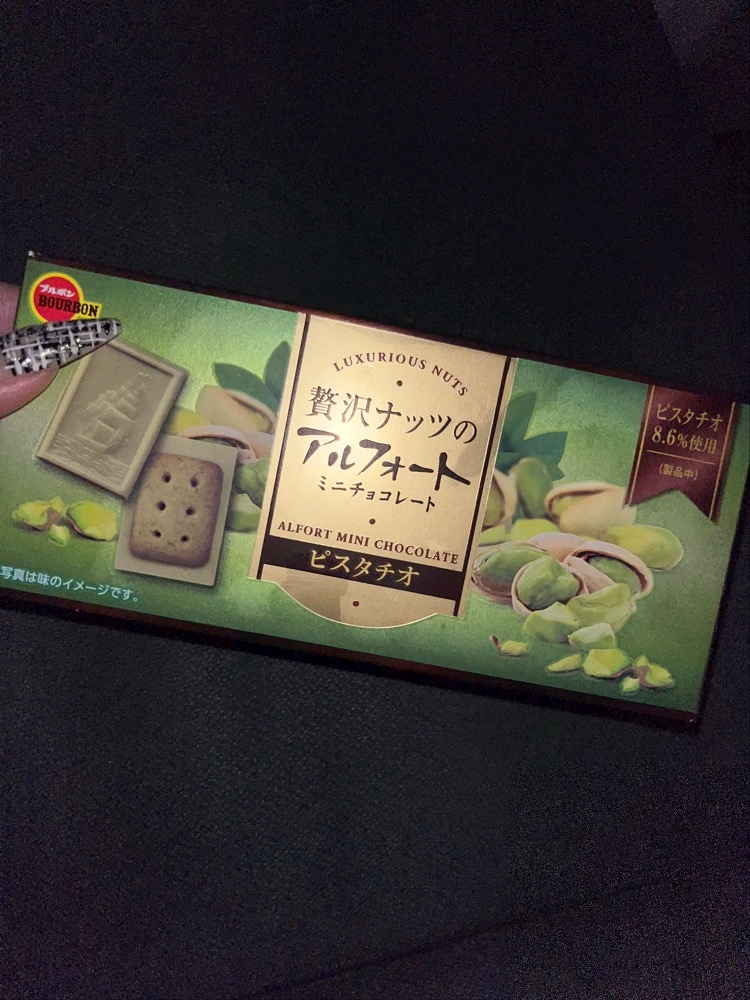 ブルボン
BOURBON
LUXURIOUS NUTS
贅沢ナッツの
アルフォート
ミニチョコレート
ALFORT MINI CHOCOLATE
ピスタチオ
ピスタチオ
8.6%使用
(製品中)
写真は味のイメージです。